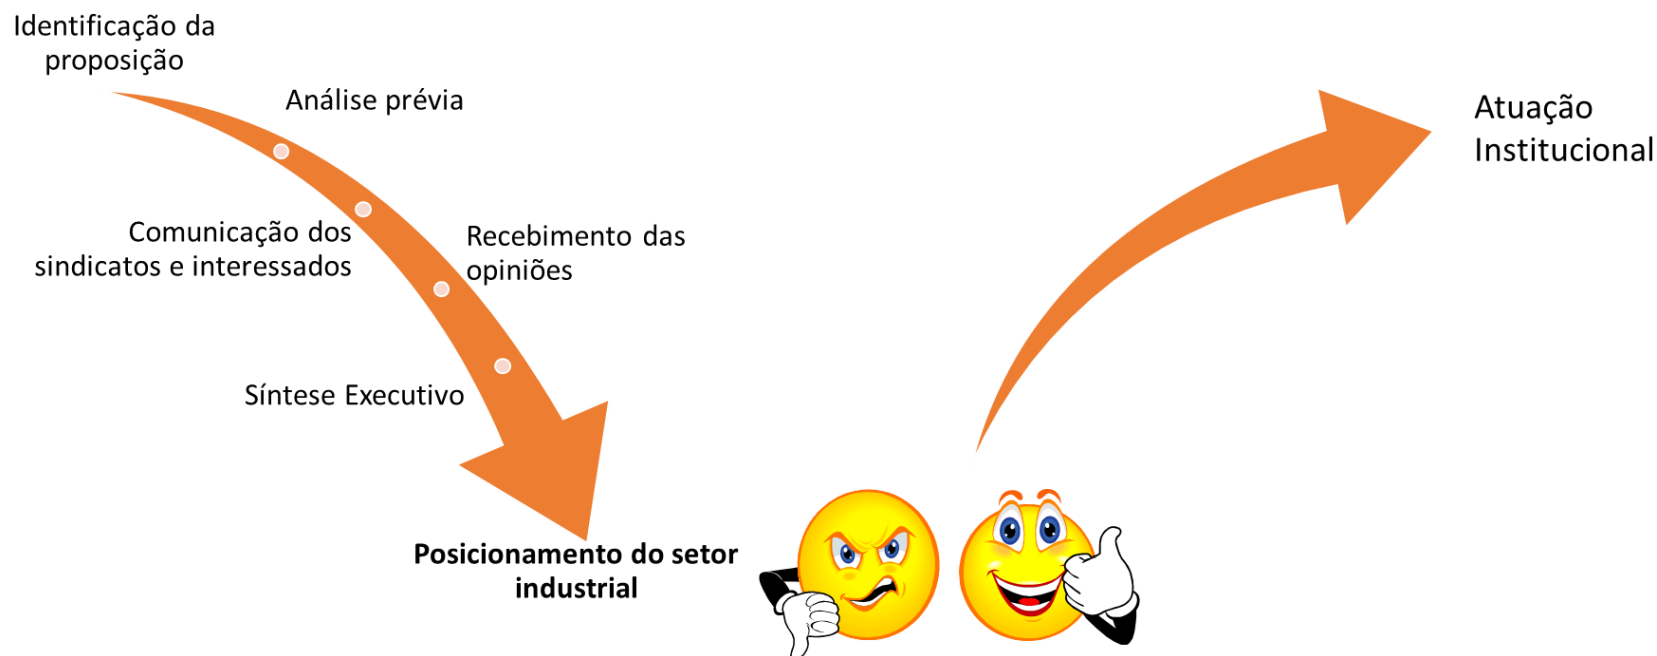 Identificação da
proposição
Análise prévia
Comunicação dos
sindicatos e interessados
Recebimento das
opiniões
Síntese Executivo
Posicionamento do setor
industrial
Atuação
Institucional